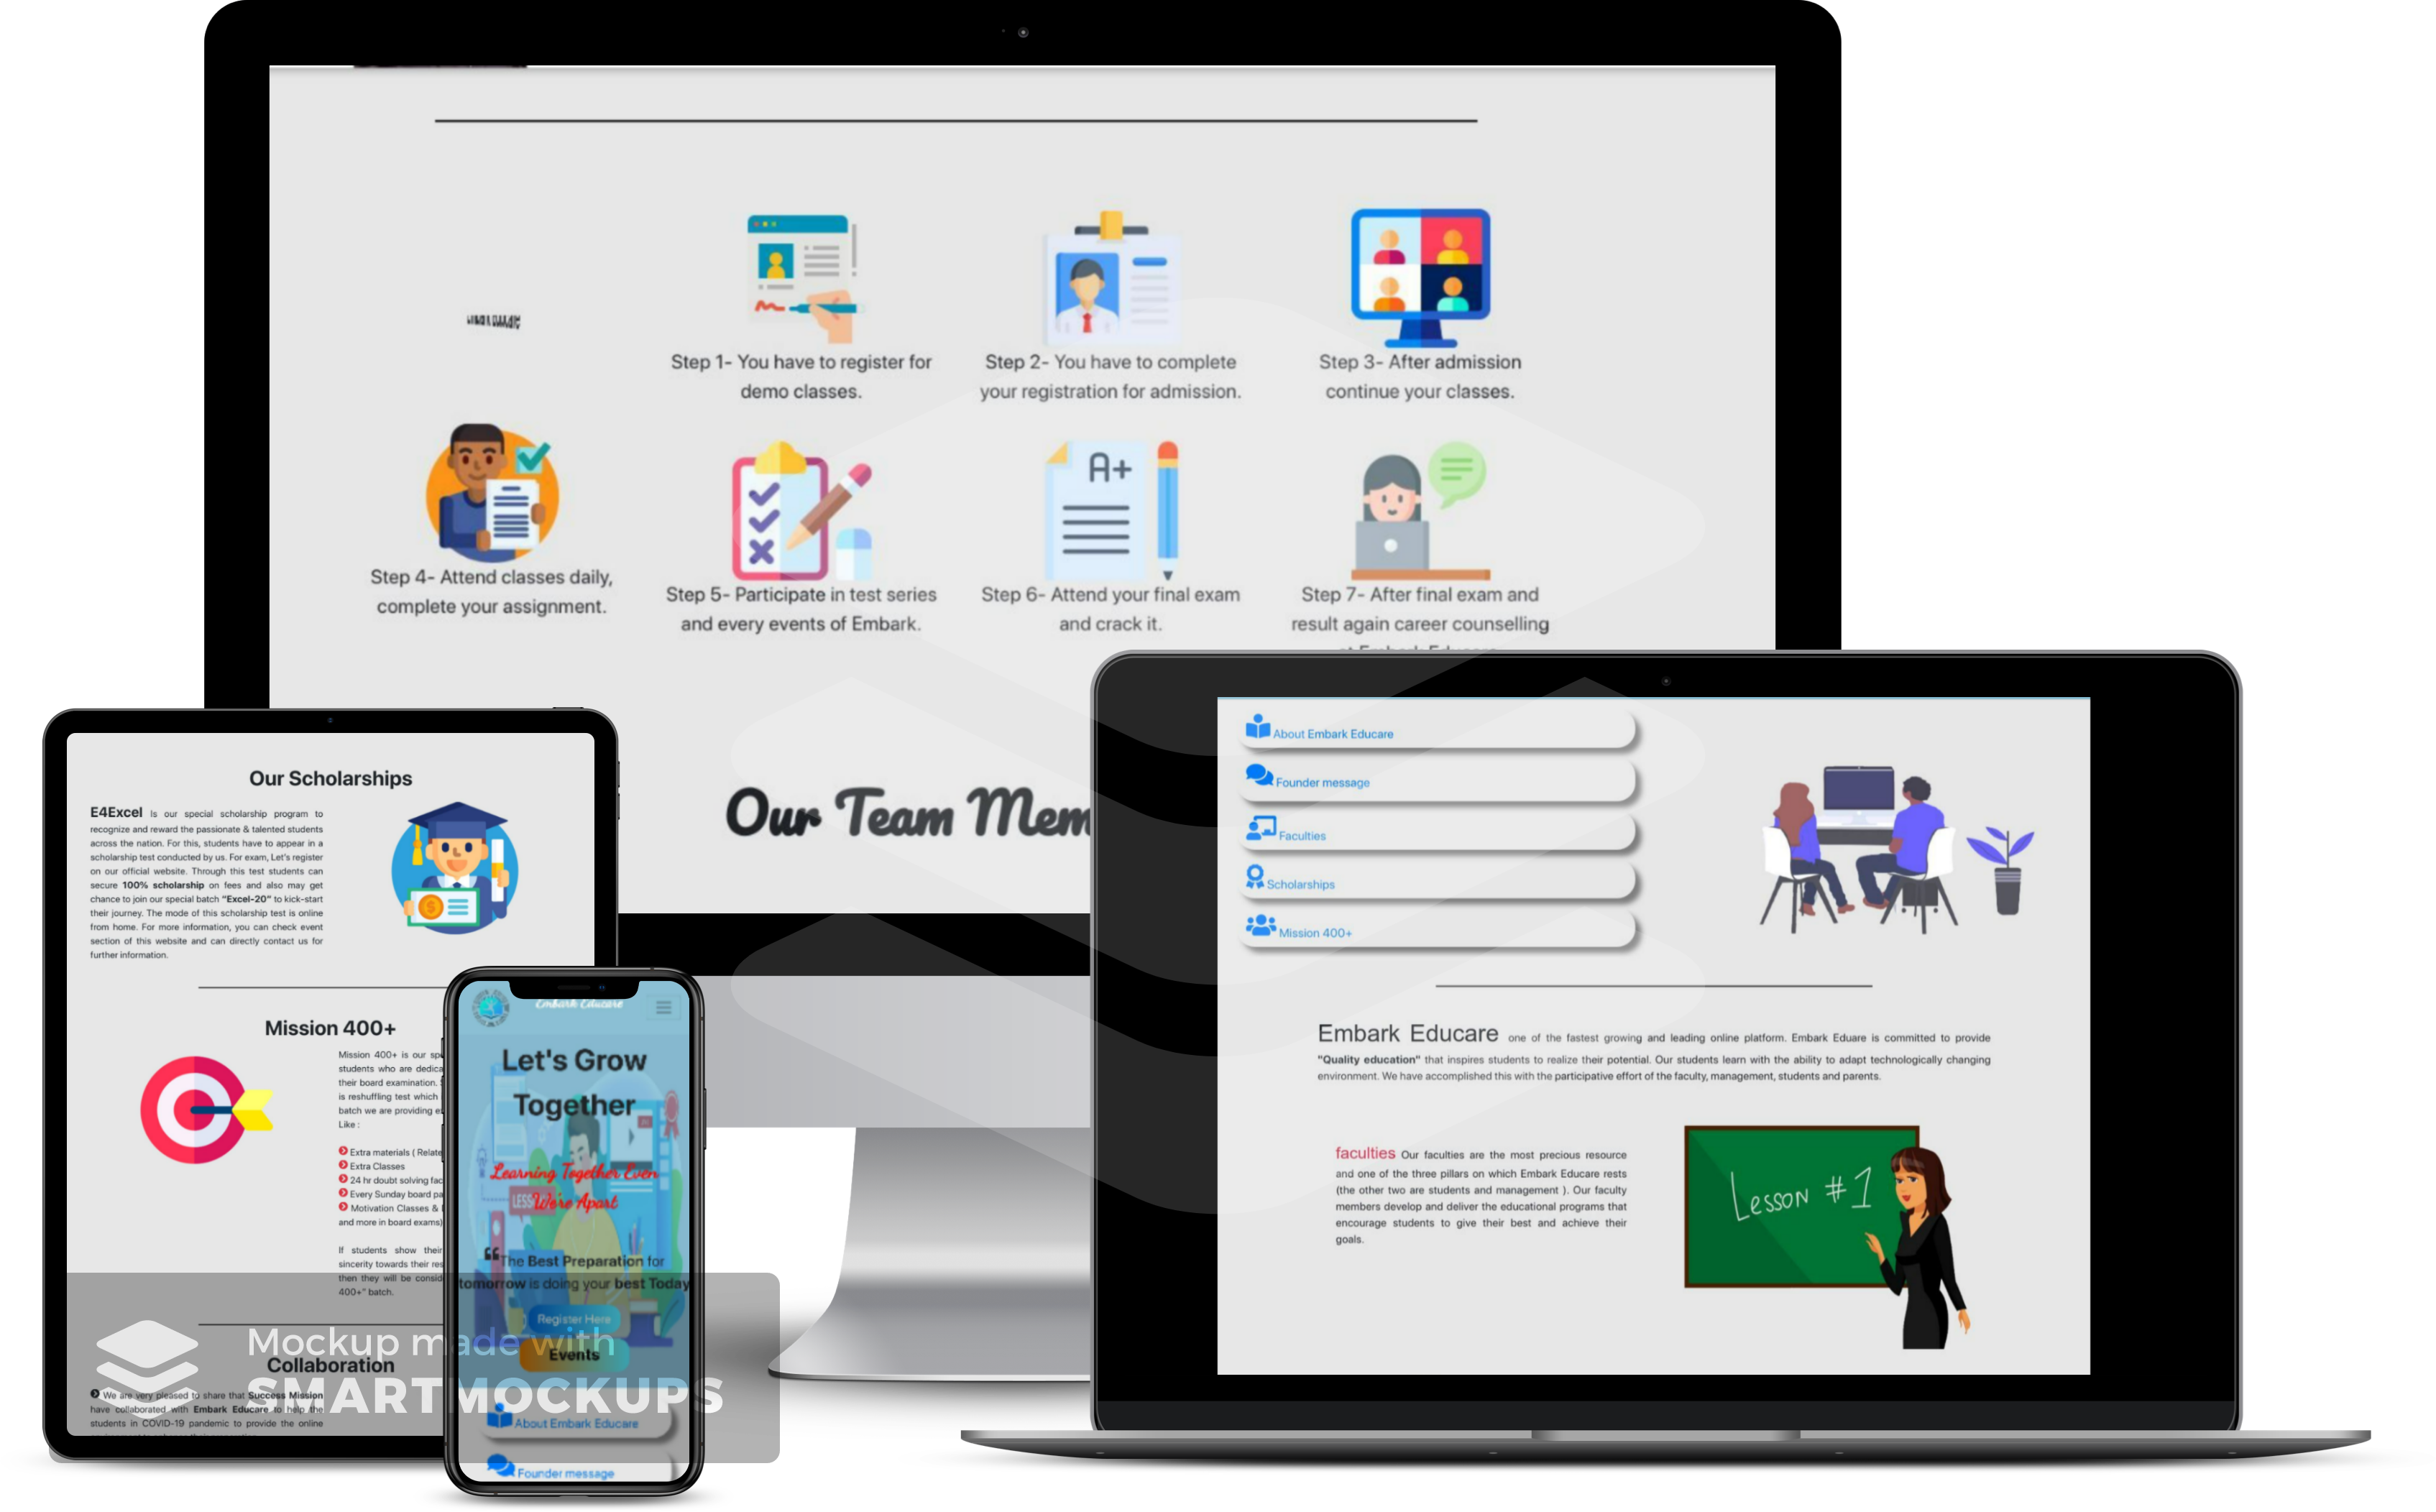 Step 1- You have to register for
demo classes.
Step 2- You have to complete
your registration for admission.
Step 3- After admission
continue your classes.
Step 4- Attend classes daily,
complete your assignment.
A+
Step 5- Participate in test series
and every events of Embark.
Step 6- Attend your final exam
and crack it.
Step 7- After final exam and
result again career counselling
Our Team Mem
Our Scholarships
E4Excel Is our special scholarship program to
recognize and reward the passionate & talented students
across the nation. For this, students have to appear in a
scholarship test conducted by us. For exam, Let's register
on our official website. Through this test students can
secure 100% scholarship on fees and also may get
chance to join our special batch "Excel-20" to kick-start
their journey. The mode of this scholarship test is online
from home. For more information, you can check event
section of this website and can directly contact us for
further information.
Mission 400+
Mission 400+ is our
students who are
their board examination.
is reshuffling test which
batch we are providing
Like :
Extra materials (
Extra Classes
24 hr doubt solving
Every Sunday board
Motivation Classes &
and more in board exams)
If students show their
sincerity towards their
then they will be
400+" batch.
Collaboration
We are very pleased to share that Success Mission
have collaborated with Embark Educare to help the
students in COVID-19 pandemic to provide the online
Mockup made with
SMARTMOCKUPS
Embark Educare
Let's Grow
Together
Learning Together Even
LESS
We're Apart
“The Best Preparation for
tomorrow is doing your best Today
Register Here
Events
About Embark Educare
Founder message
About Embark Educare
Founder message
Faculties
Scholarships
Mission 400+
Embark Educare one of the fastest growing and leading online platform. Embark Eduare is committed to provide
"Quality education" that inspires students to realize their potential. Our students learn with the ability to adapt technologically changing
environment. We have accomplished this with the participative effort of the faculty, management, students and parents.
faculties Our faculties are the most precious resource
and one of the three pillars on which Embark Educare rests
(the other two are students and management ). Our faculty
members develop and deliver the educational programs that
encourage students to give their best and achieve their
goals.
Lesson #1